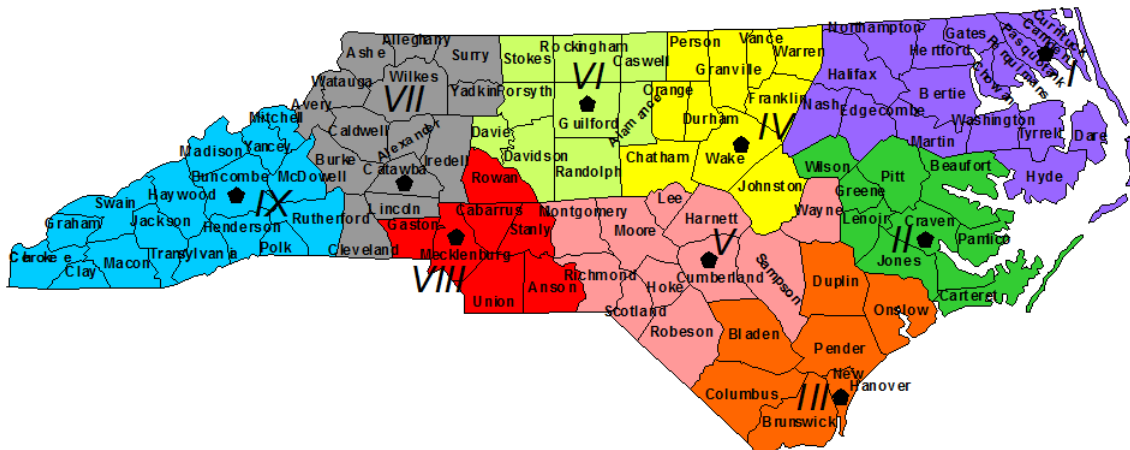 Northampton
Gates
Currituck
Camden
Pasquotank
Perquimans
Chowan
Hertford
Halifax
Bertie
Nash
Edgecombe
Washington
Tyrrell
Dare
Martin
Hyde
I
Alleghany
Ashe
Surry
Watauga
Wilkes
Yadkin
Avery
VII
Caldwell
Alexander
Burke
Catawba
Iredell
Lincoln
Cleveland
Rockingham
Stokes
Caswell
VI
Forsyth
Guilford
Alamance
Davie
Davidson
Randolph
Person
Vance
Warren
Granville
Orange
Franklin
Durham
IV
Chatham
Wake
Johnston
Mitchell
Madison
Yancey
Buncombe
McDowell
Haywood
Swain
IX
Rutherford
Graham
Jackson
Henderson
Polk
Cherokee
Macon
Transylvania
Clay
Rowan
Cabarrus
Gaston
Stanly
Mecklenburg
VIII
Union
Anson
Montgomery
Lee
Harnett
Wayne
Moore
V
Richmond
Hoke
Cumberland
Sampson
Scotland
Robeson
Wilson
Pitt
Beaufort
Greene
Lenoir
Craven
II
Pamlico
Jones
Carteret
Duplin
Onslow
Bladen
Pender
New
Hanover
Columbus
III
Brunswick